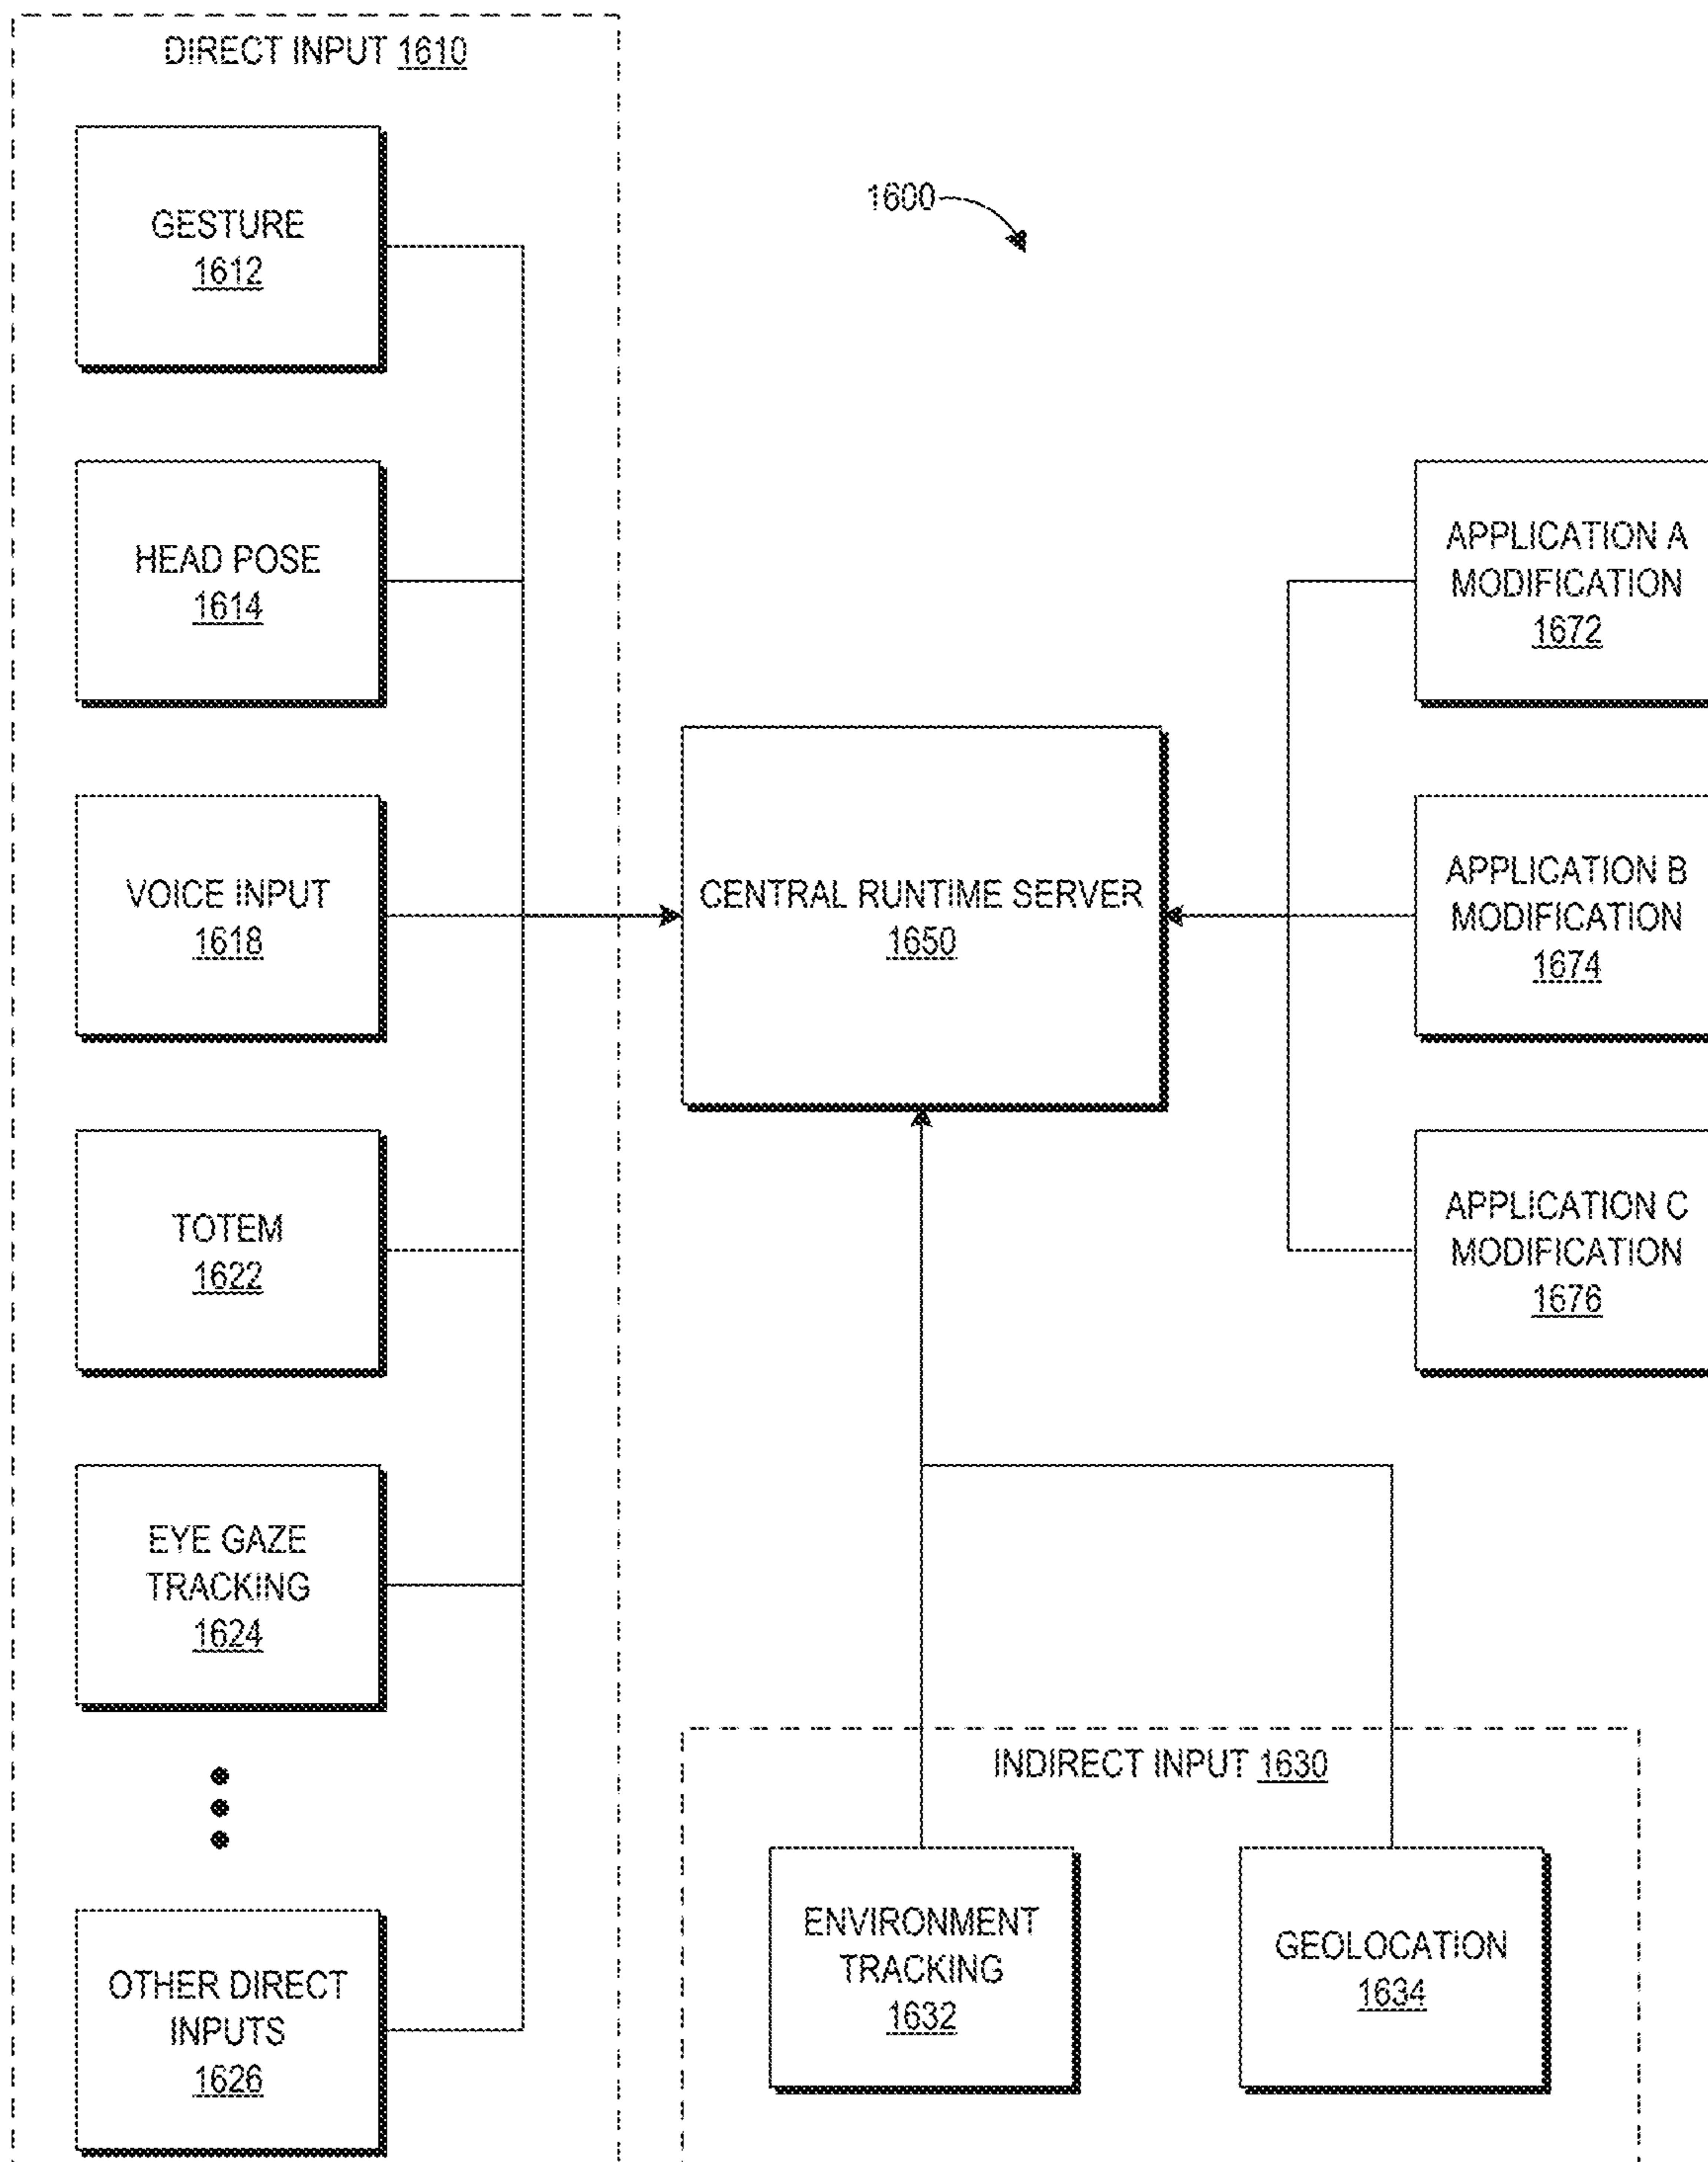 DIRECT INPUT 1610
GESTURE
1612
HEAD POSE
1614
VOICE INPUT
1618
TOTEM
1622
EYE GAZE
TRACKING
1624
OTHER DIRECT
INPUTS
1626
1600
CENTRAL RUNTIME SERVER
1650
APPLICATION A
MODIFICATION
1672
APPLICATION B
MODIFICATION
1674
APPLICATION C
MODIFICATION
1676
INDIRECT INPUT 1630
ENVIRONMENT
TRACKING
1632
GEOLOCATION
1634